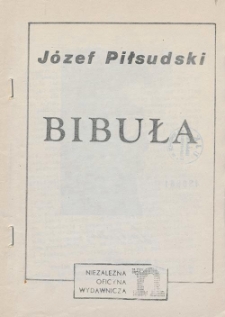 Józef Piłsudski
BIBUŁA
NIEZALEŻNA
OFICYNA
WYDAWNICZA
n